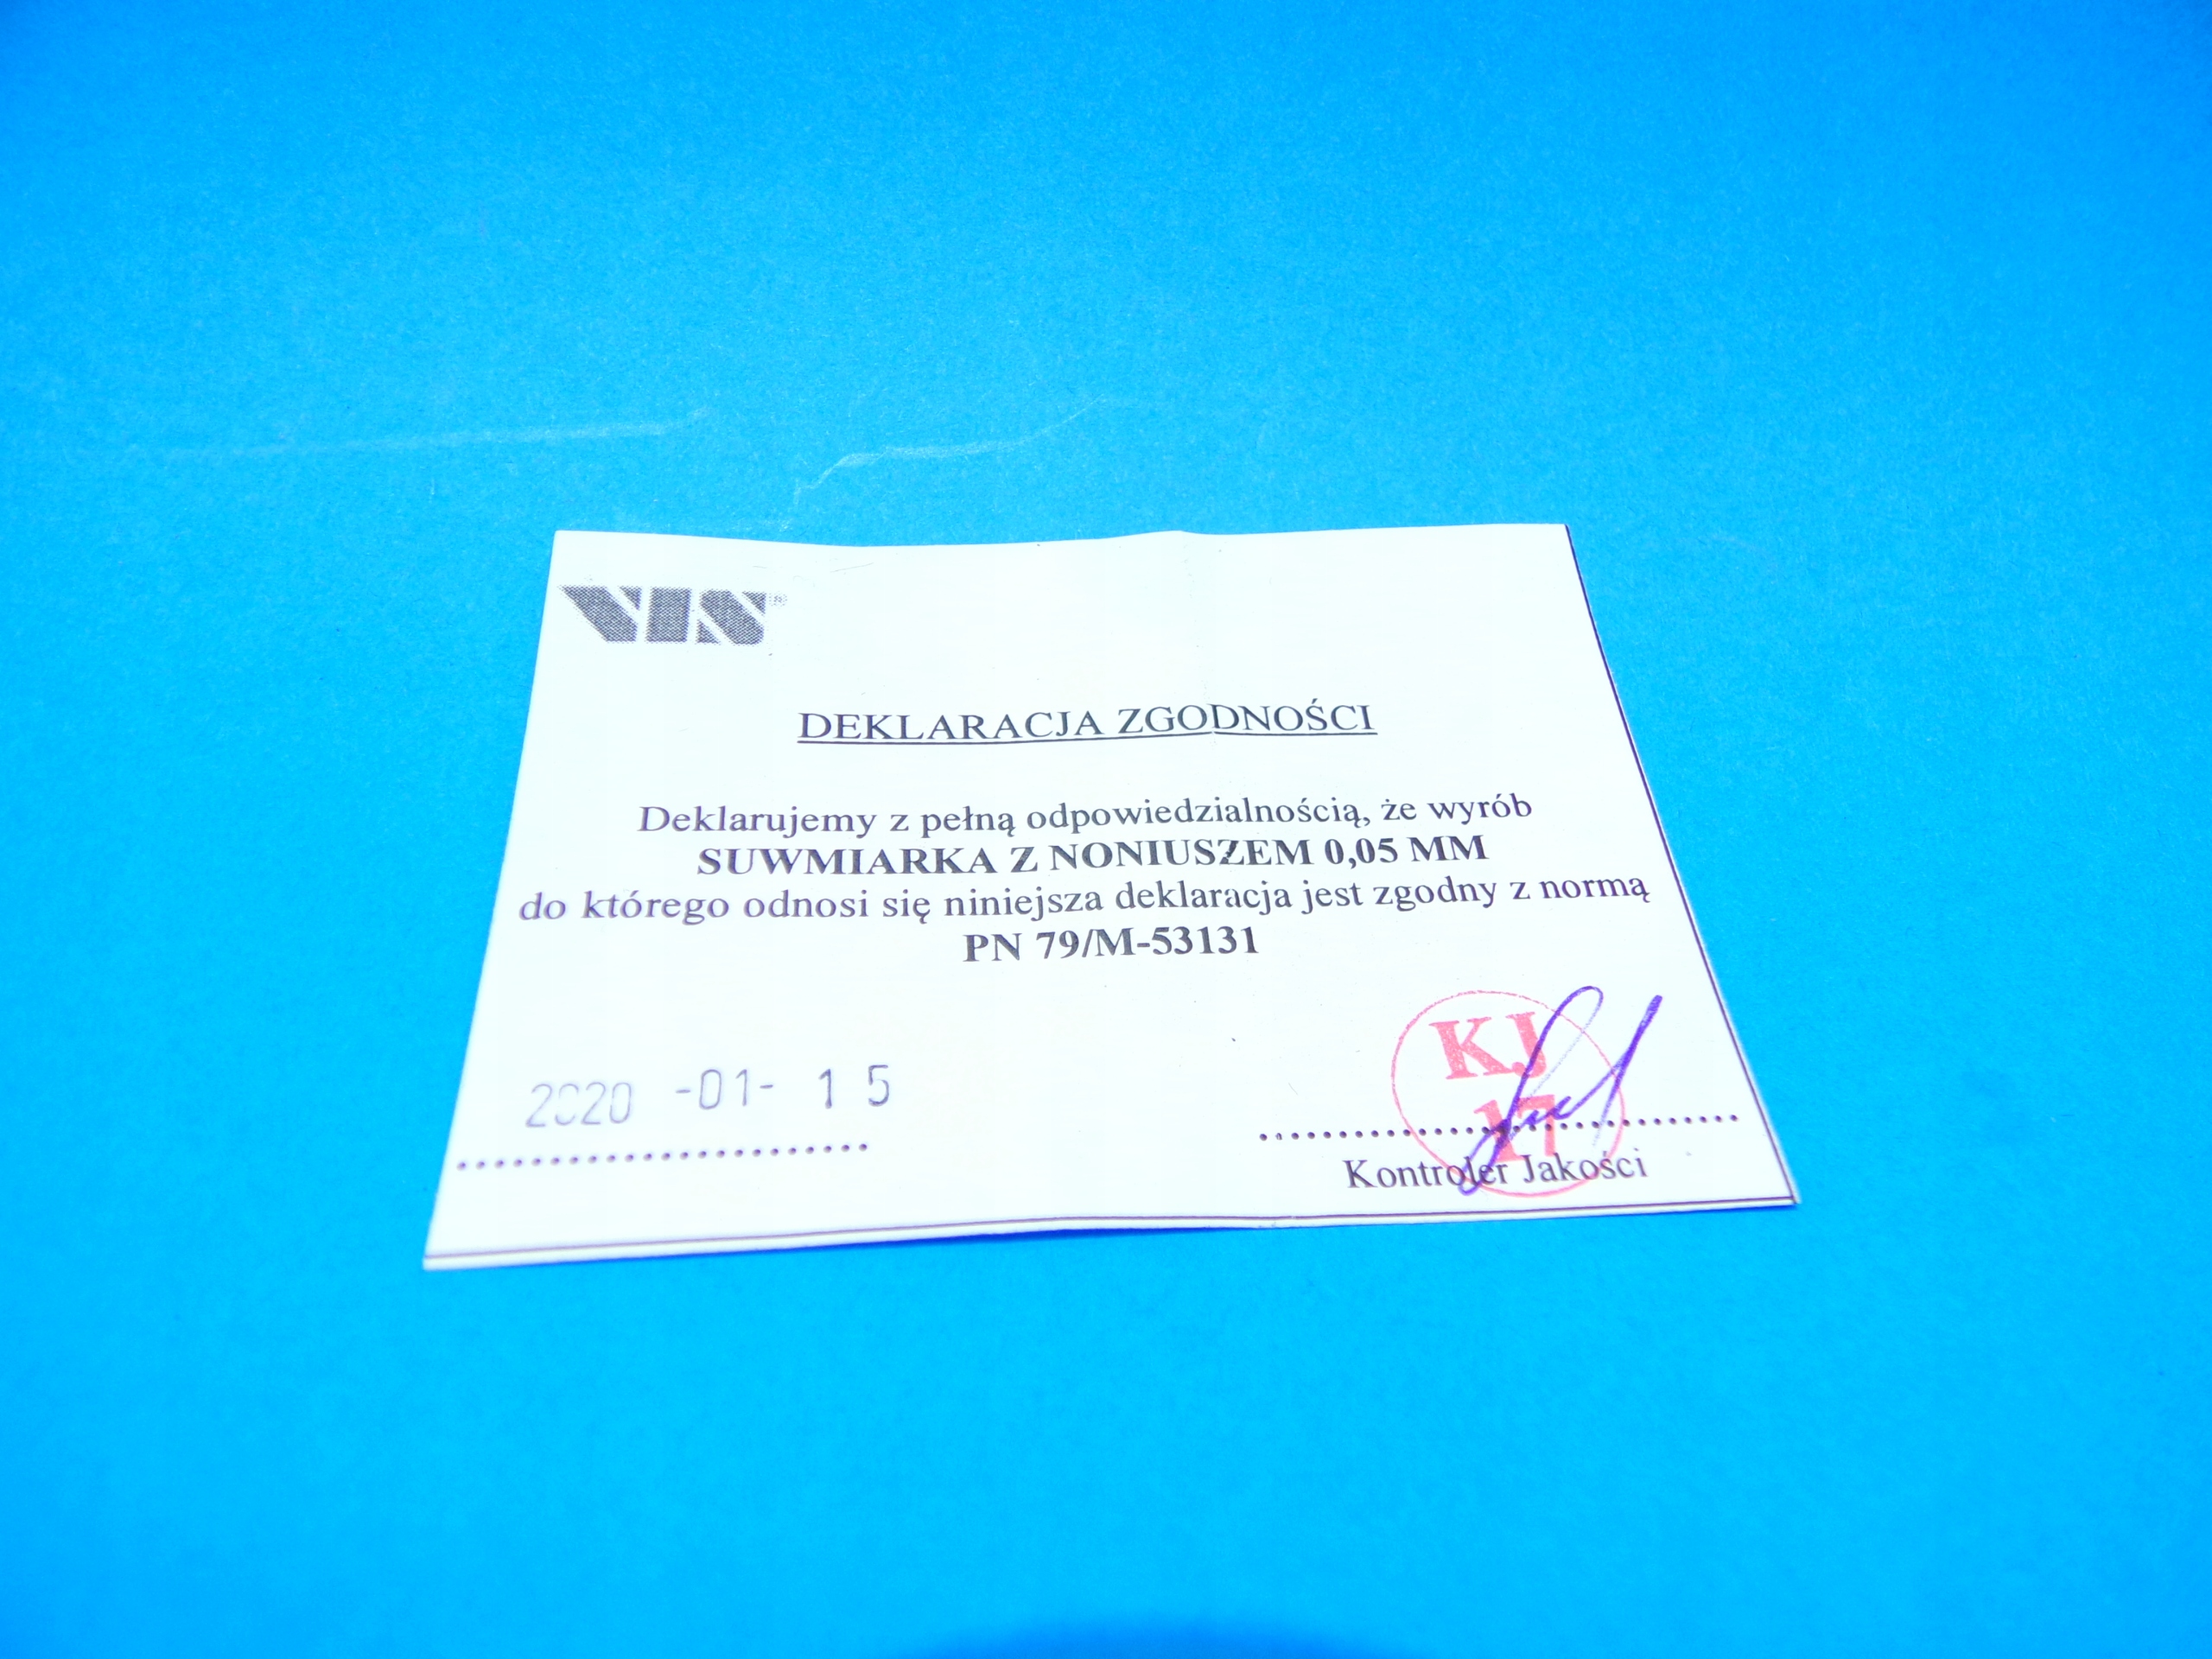 VIS®
DEKLARACJA ZGODNOŚCI
Deklarujemy z pełną odpowiedzialnością, że wyrób
SUWMIARKA Z NONIUSZEM 0,05 MM
do którego odnosi się niniejsza deklaracja jest zgodny z normą
PN 79/M-53131
2020 -01- 15
KJ
17
Kontroler Jakości